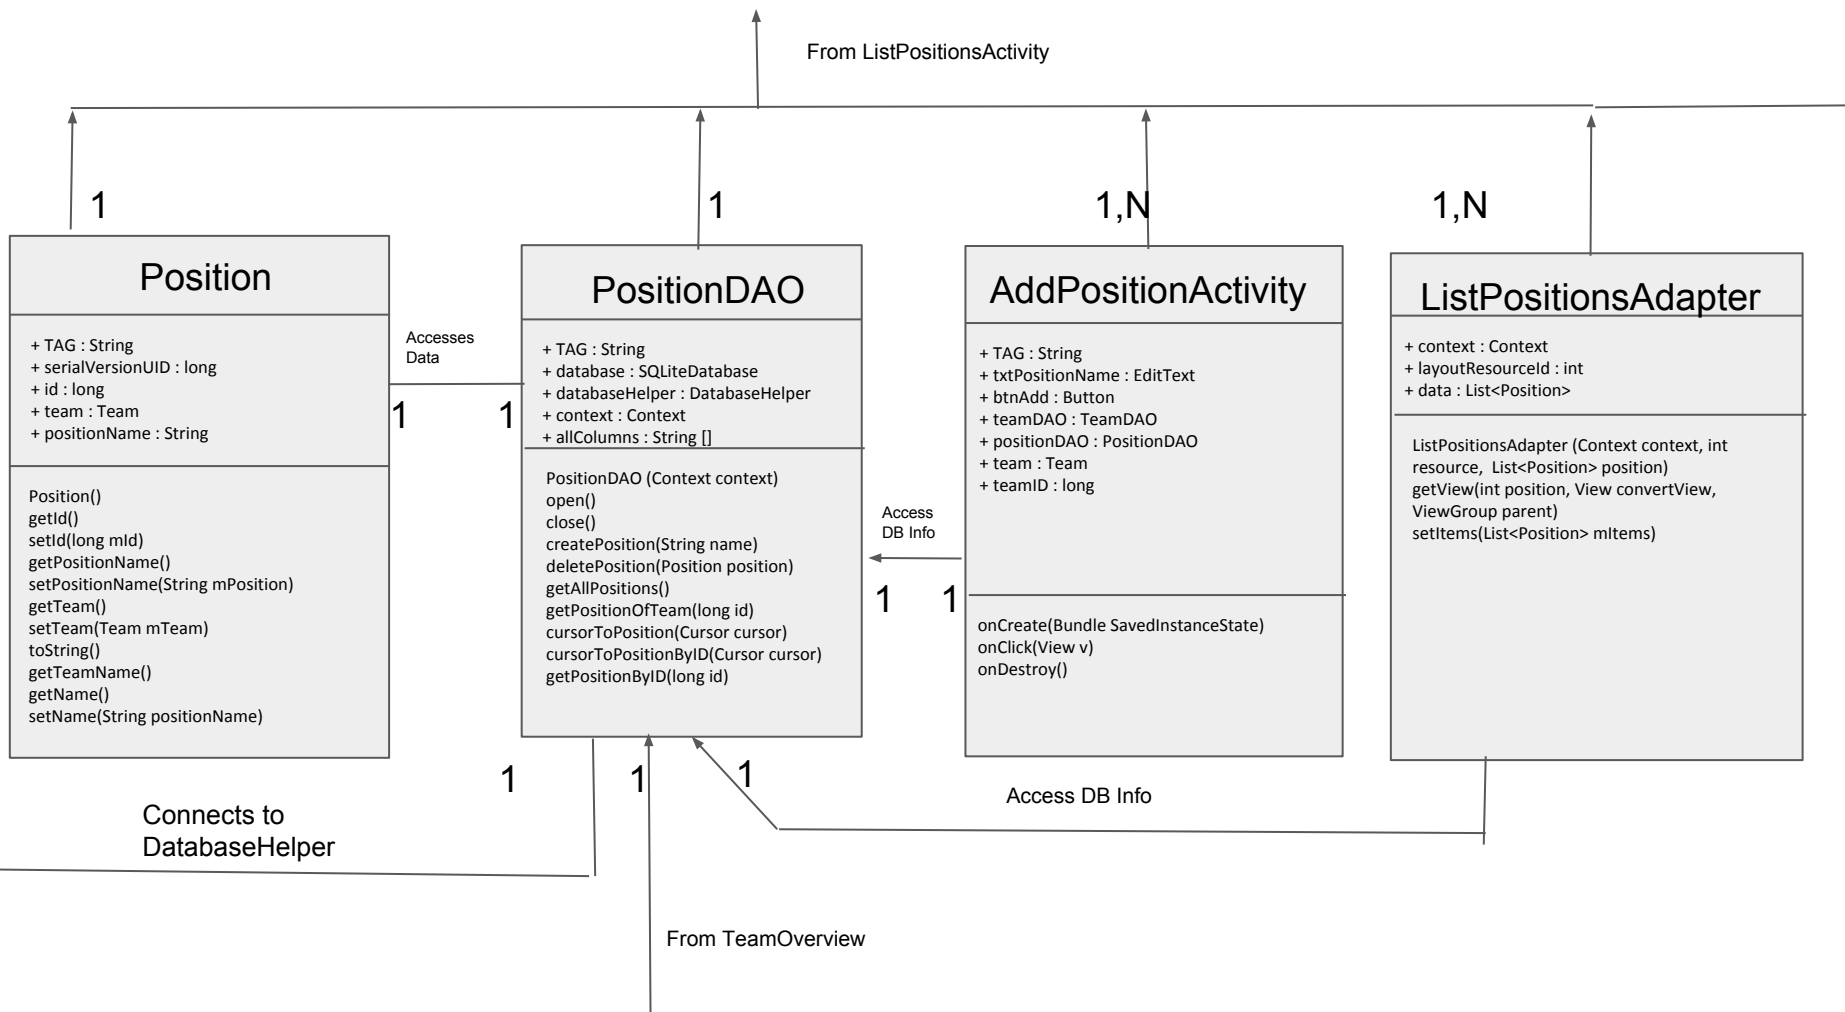 From ListPositionsActivity
1
1
1,N
1,N
Position
+ TAG : String
+ serialVersionUID : long
+ id : long
+ team : Team
+ positionName : String
Position()
getId()
setId(long mId)
getPositionName()
setPositionName(String mPosition)
getTeam()
setTeam(Team mTeam)
toString()
getTeamName()
getName()
setName(String positionName)
Accesses
Data
1
1
PositionDAO
+ TAG : String
+ database : SQLiteDatabase
+ databaseHelper : DatabaseHelper
+ context : Context
+ allColumns : String []
PositionDAO (Context context)
open()
close()
createPosition(String name)
deletePosition(Position position)
getAllPositions()
getPositionOfTeam(long id)
cursorToPosition(Cursor cursor)
cursorToPositionByID(Cursor cursor)
getPositionByID(long id)
Access
DB Info
1
1
AddPositionActivity
+ TAG : String
+ txtPositionName : EditText
+ btnAdd : Button
+ teamDAO : TeamDAO
+ positionDAO : PositionDAO
+ team : Team
+ teamID : long
onCreate(Bundle SavedInstanceState)
onClick(View v)
onDestroy()
ListPositionsAdapter
+ context : Context
+ layoutResourceId : int
+ data : List<Position>
ListPositionsAdapter (Context context, int
resource, List<Position> position)
getView(int position, View convertView,
ViewGroup parent)
setItems(List<Position> mItems)
1
1
1
Connects to
DatabaseHelper
Access DB Info
From TeamOverview